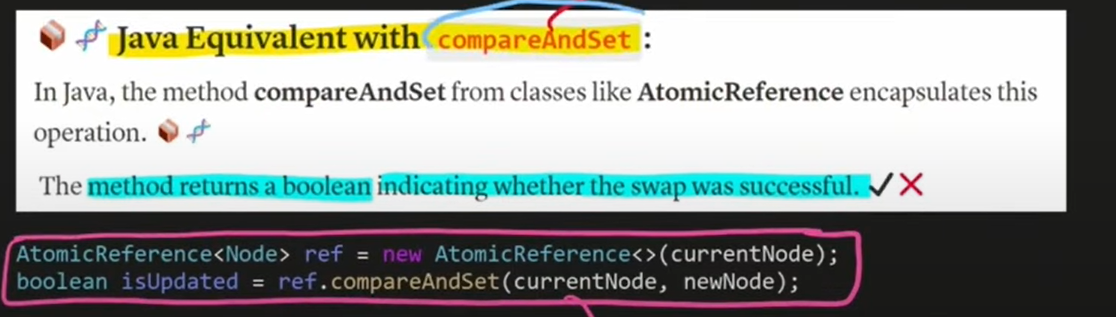 Java Equivalent with compareAndSet :
In Java, the method compareAndSet from classes like AtomicReference encapsulates this
operation.
The method returns a boolean indicating whether the swap was successful.
AtomicReference<Node> ref = new AtomicReference<>(currentNode);
boolean isUpdated = ref.compareAndSet(currentNode, newNode);